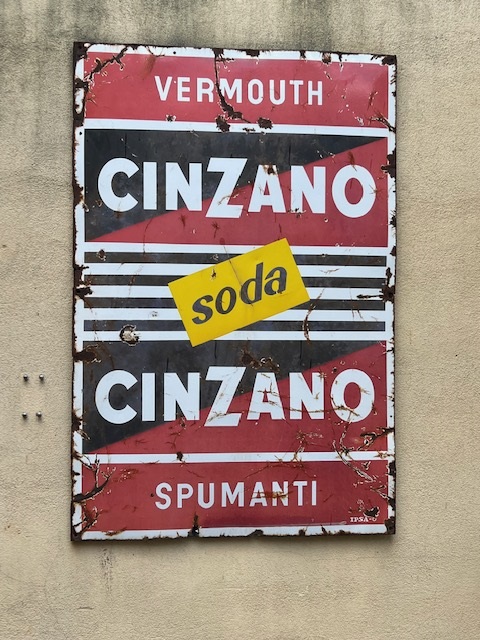 VERMOUTH
CINZANO
soda
CINZANO
SPUMANTI